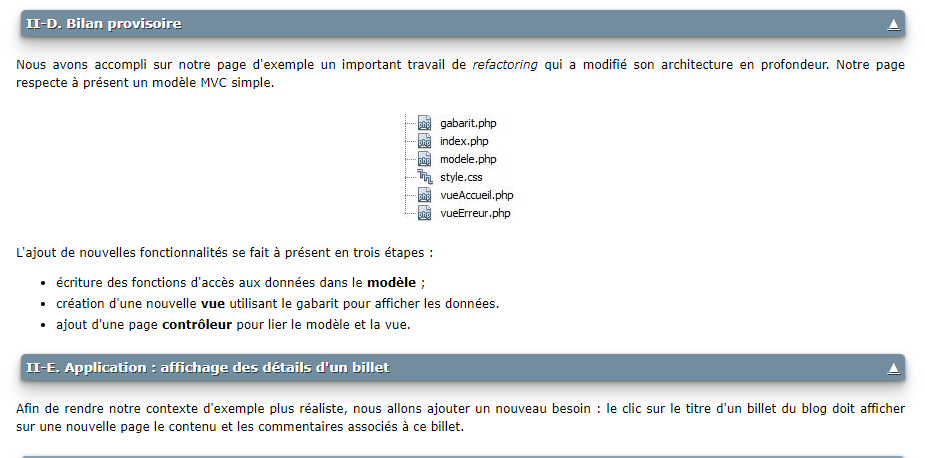 II-D. Bilan provisoire ▲
Nous avons accompli sur notre page d'exemple un important travail de refactoring qui a modifié son architecture en profondeur. Notre page
respecte à présent un modèle MVC simple.
gabarit.php
index.php
modele.php
style.css
vueAccueil.php
vueErreur.php
L'ajout de nouvelles fonctionnalités se fait à présent en trois étapes :
• écriture des fonctions d'accès aux données dans le modèle ;
• création d'une nouvelle vue utilisant le gabarit pour afficher les données.
• ajout d'une page contrôleur pour lier le modèle et la vue.
II-E. Application : affichage des détails d'un billet ▲
Afin de rendre notre contexte d'exemple plus réaliste, nous allons ajouter un nouveau besoin : le clic sur le titre d'un billet du blog doit afficher
sur une nouvelle page le contenu et les commentaires associés à ce billet.